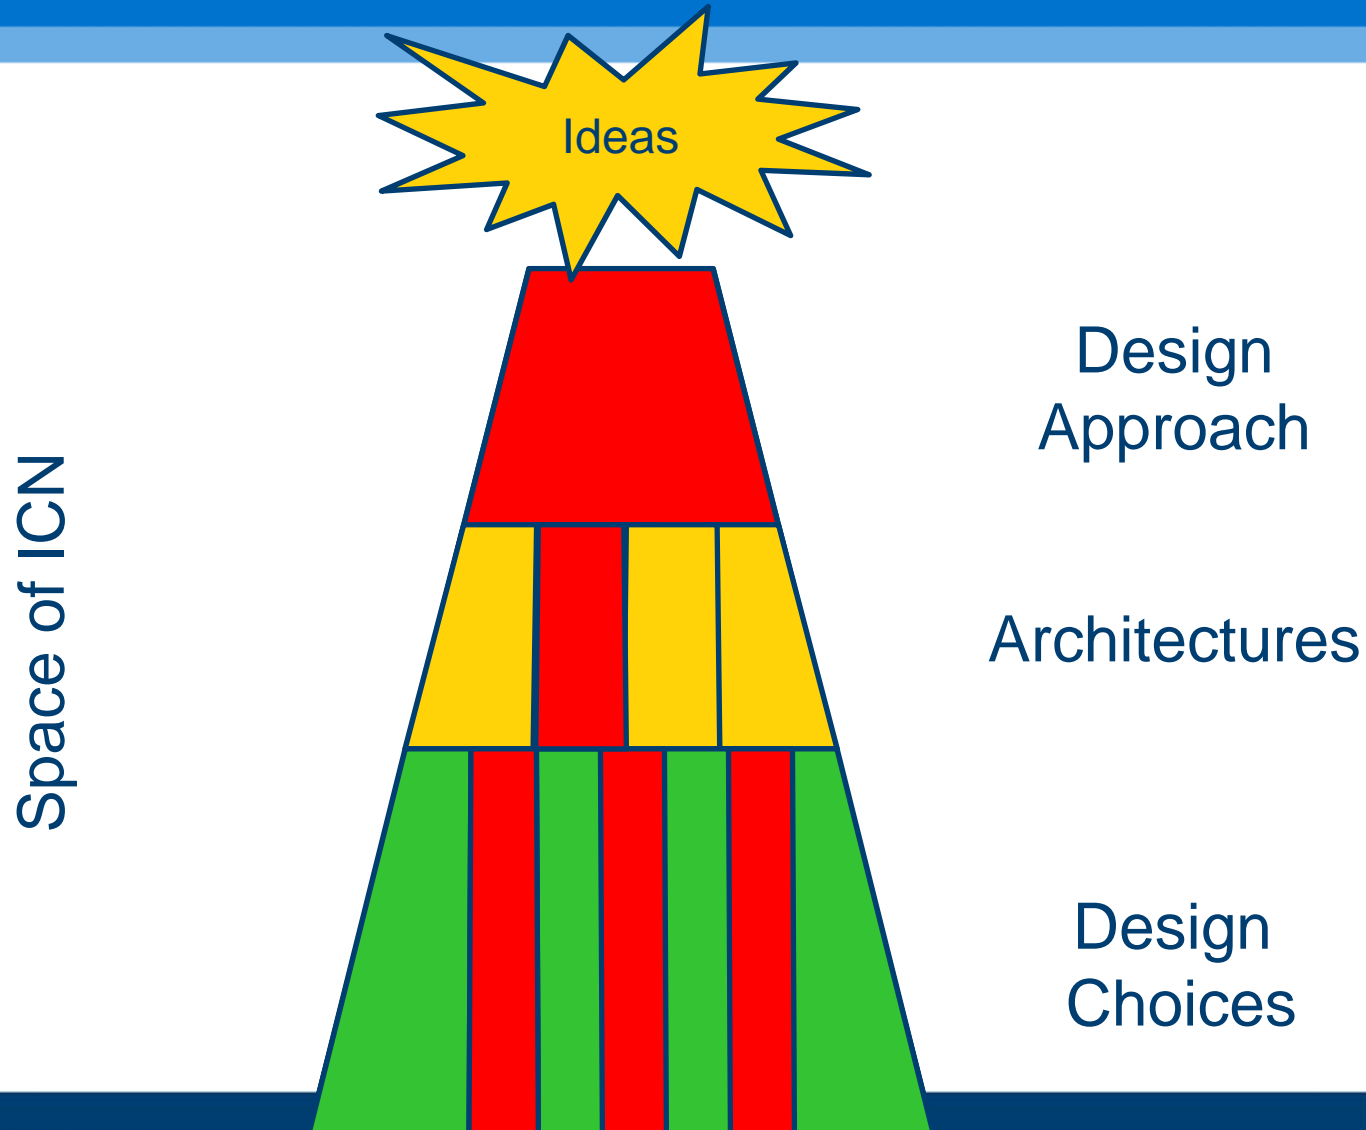 Ideas
Space of ICN
Design
Approach
Architectures
Design
Choices